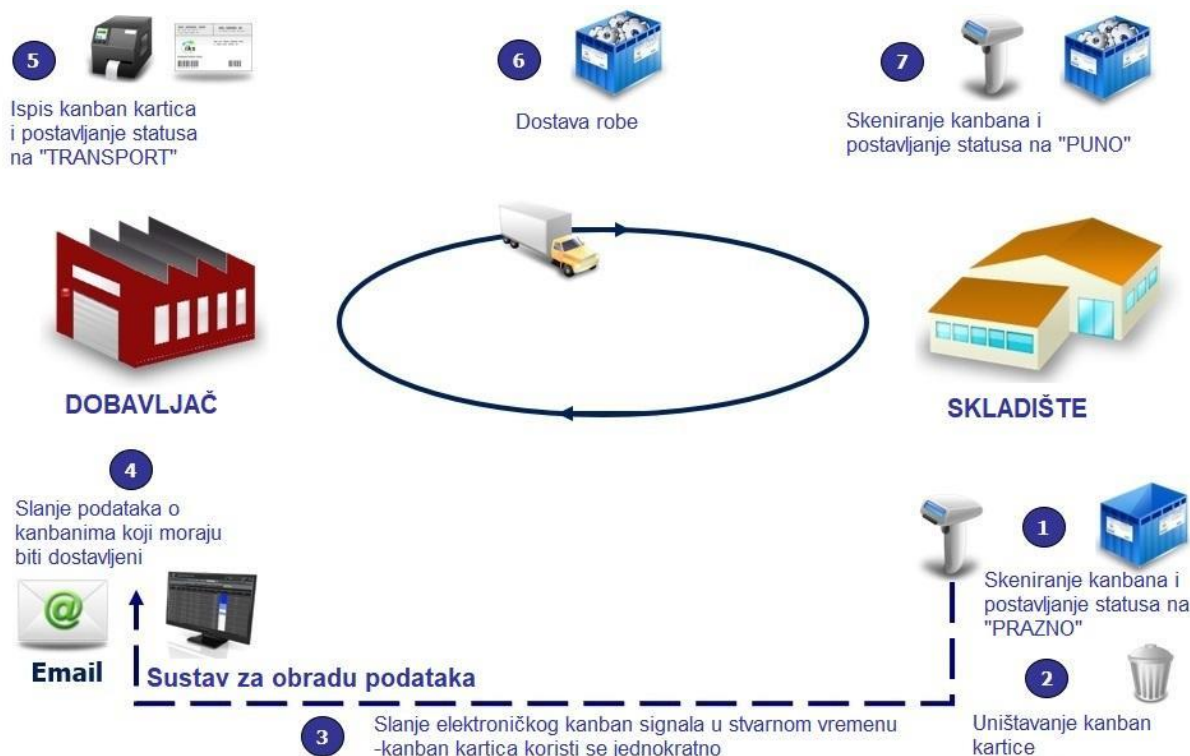 5
Ispis kanban kartica
i postavljanje statusa
na "TRANSPORT"
6
Dostava robe
7
Skeniranje kanbana i
postavljanje statusa na "PUNO"
DOBAVLJAČ
SKLADIŠTE
4
Slanje podataka o
kanbanima koji moraju
biti dostavljeni
@
Email
Sustav za obradu podataka
1
Skeniranje kanbana i
postavljanje statusa na
"PRAZNO"
2
Uništavanje kanban
kartice
3
Slanje elektroničkog kanban signala u stvarnom vremenu
-kanban kartica koristi se jednokratno